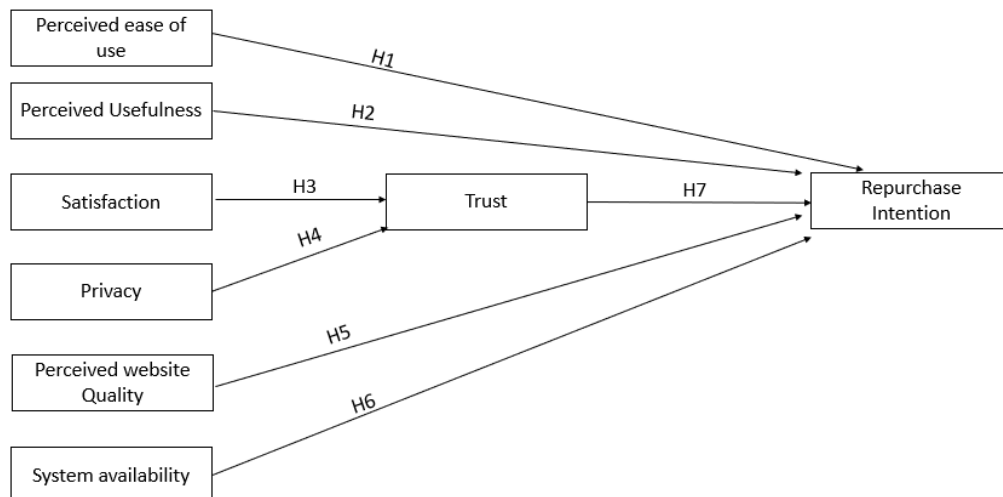 Perceived ease of
use
H1
Perceived Usefulness
H2
Satisfaction
H3
Trust
H7
Repurchase
Intention
H4
Privacy
H5
Perceived website
Quality
H6
System availability